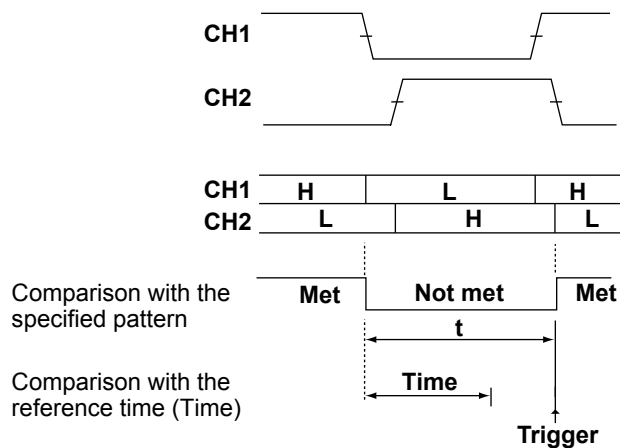 CH1
CH2
CH1 H L H
CH2 L H L
Comparison with the
specified pattern
Met Not met Met
t
Comparison with the
reference time (Time)
Time
Trigger